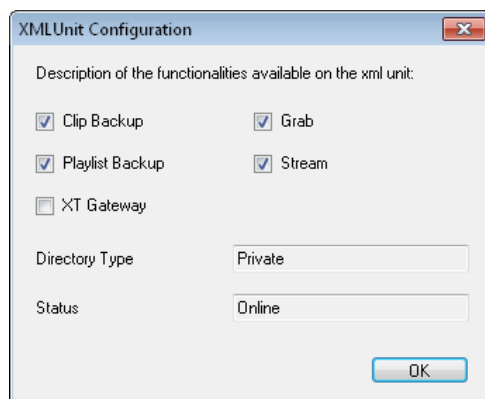 XMLUnit Configuration
Description of the functionalities available on the xml unit:
Clip Backup
Grab
Playlist Backup
Stream
XT Gateway
Directory Type
Private
Status
Online
OK